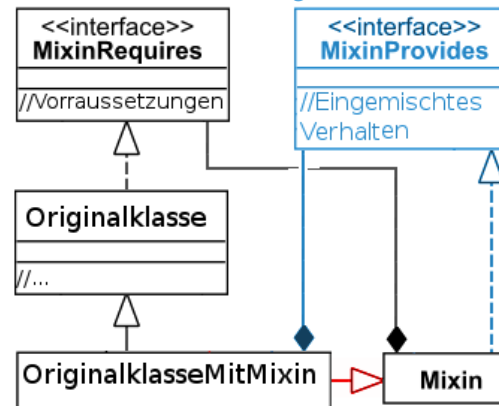 <<interface>>
MixinRequires
//Vorraussetzungen
<<interface>>
MixinProvides
//Eingemischtes
Verhalten
Originalklasse
//...
OriginalklasseMitMixin
Mixin